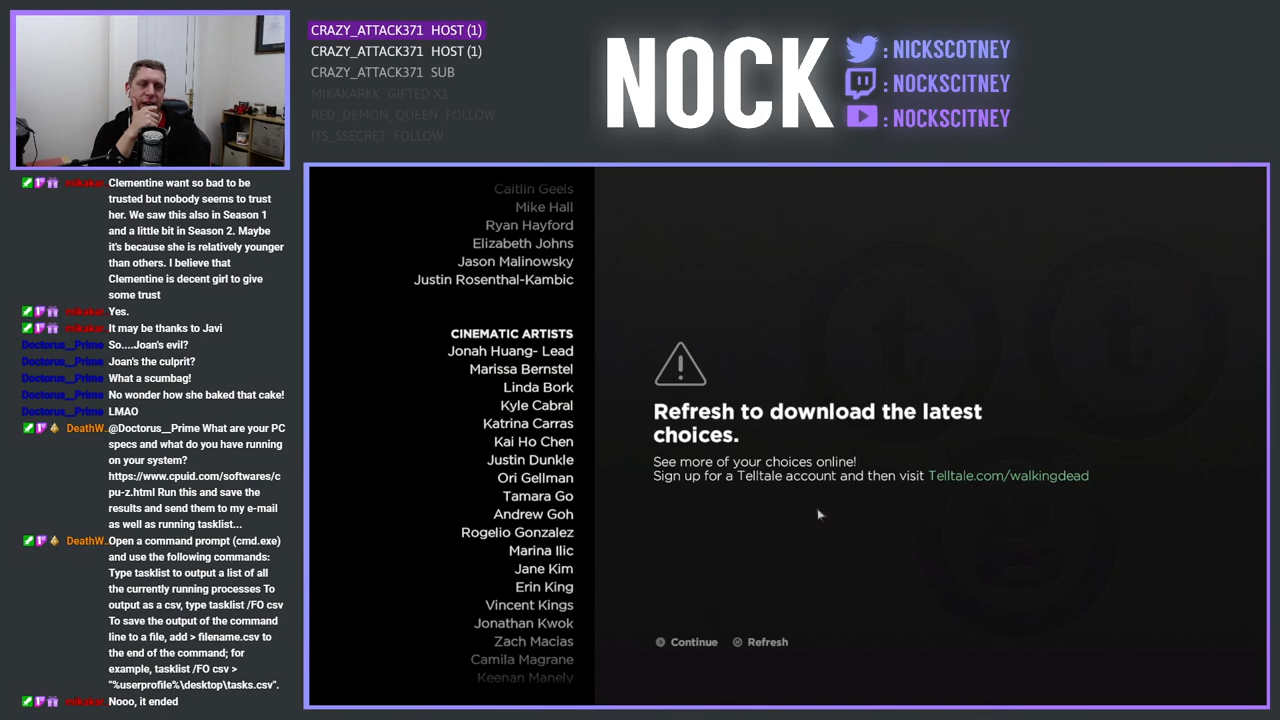 CRAZY_ATTACK371 HOST (1)
CRAZY_ATTACK371 HOST (1)
CRAZY_ATTACK371 SUB
MIKAKARKK GIFTED X1
RED_DEMON_QUEEN FOLLOW
ITS_SSECRET FOLLOW
NOCK
: NICKSCOTNEY
: NOCKSCITNEY
: NOCKSCITNEY
mikakar.. Clementine want so bad to be
trusted but nobody seems to trust
her. We saw this also in Season 1
and a little bit in Season 2. Maybe
it's because she is relatively younger
than others. I believe that
Clementine is decent girl to give
some trust
mikakar.. Yes.
mikakar.. It may be thanks to Javi
Doctorus__Prime So....Joan's evil?
Doctorus__Prime Joan's the culprit?
Doctorus__Prime What a scumbag!
Doctorus__Prime No wonder how she baked that cake!
Doctorus__Prime LMAO
DeathW.. @Doctorus__Prime What are your PC
specs and what do you have running
on your system?
https://www.cpuid.com/softwares/c
pu-z.html Run this and save the
results and send them to my e-mail
as well as running tasklist...
DeathW.. Open a command prompt (cmd.exe)
and use the following commands:
Type tasklist to output a list of all
the currently running processes To
output as a csv, type tasklist /FO csv
To save the output of the command
line to a file, add > filename.csv to
the end of the command; for
example, tasklist /FO csv >
"%userprofile%\desktop\tasks.csv".
mikakar.. Nooo, it ended
Caitlin Geels
Mike Hall
Ryan Hayford
Elizabeth Johns
Jason Malinowsky
Justin Rosenthal-Kambic
CINEMATIC ARTISTS
Jonah Huang- Lead
Marissa Bernstel
Linda Bork
Kyle Cabral
Katrina Carras
Kai Ho Chen
Justin Dunkle
Ori Gellman
Tamara Go
Andrew Goh
Rogelio Gonzalez
Marina Ilic
Jane Kim
Erin King
Vincent Kings
Jonathan Kwok
Zach Macias
Camila Magrane
Keenan Manely
Refresh to download the latest
choices.
See more of your choices online!
Sign up for a Telltale account and then visit Telltale.com/walkingdead
Continue Refresh